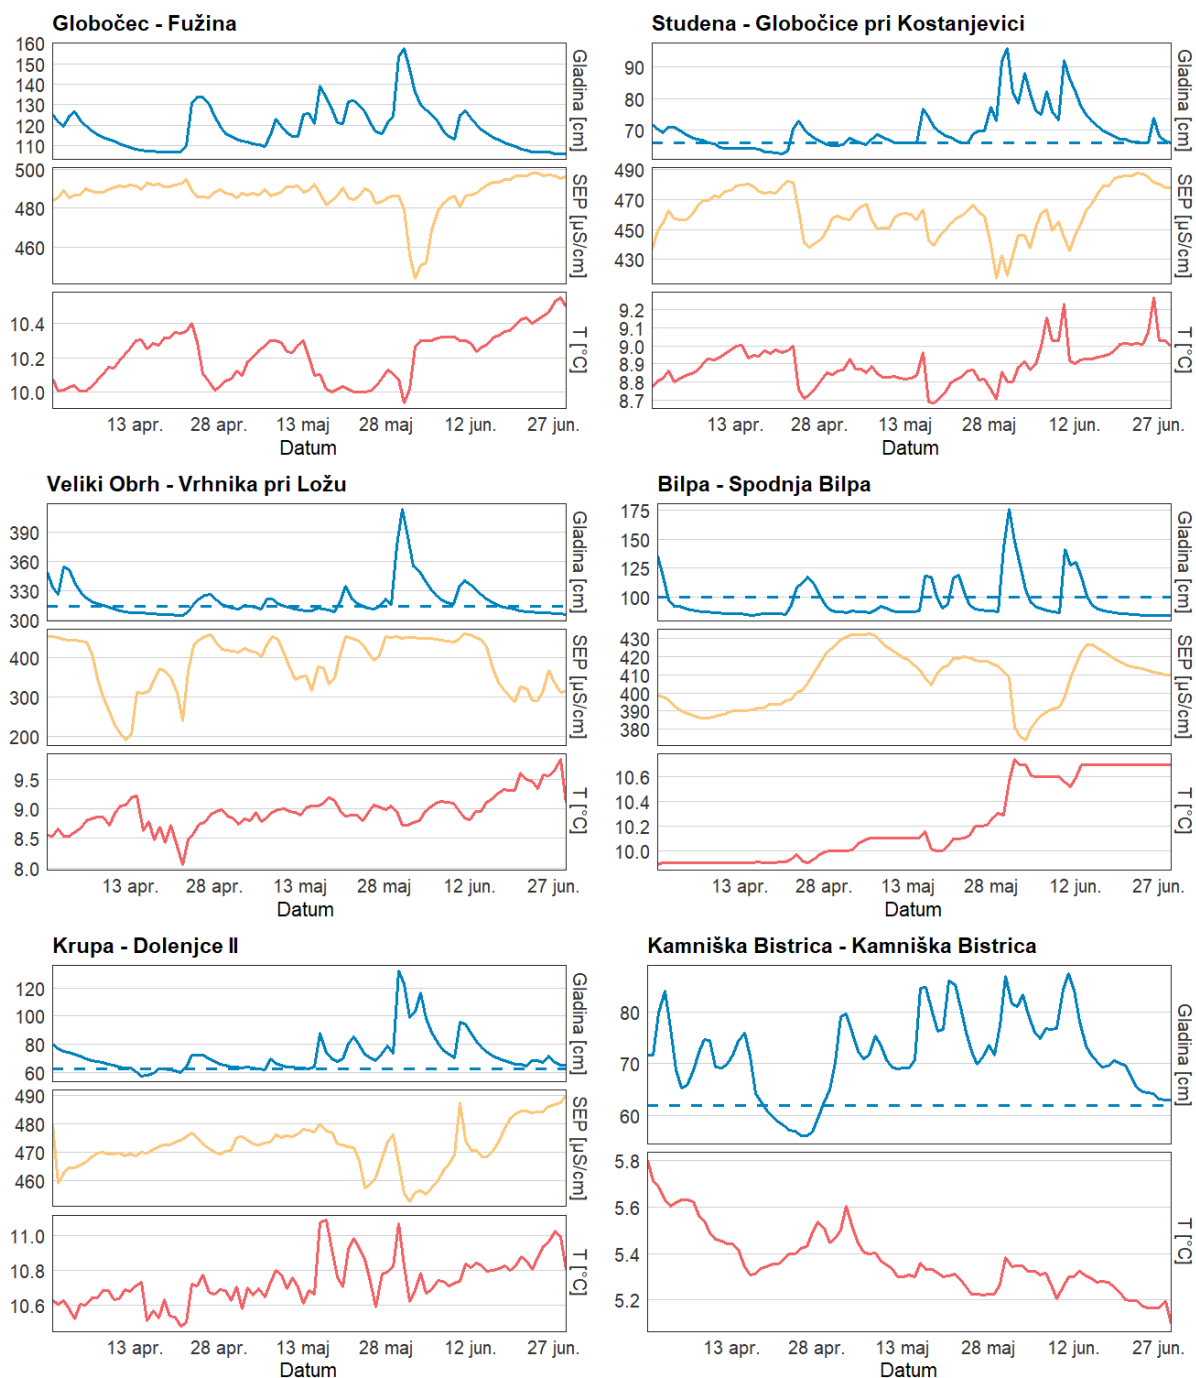 Globočec - Fužina
160
150
140
130
120
110
Gladina [cm]
500
480
460
SEP [µS/cm]
10.4
10.2
10.0
T [°C]
13 apr. 28 apr. 13 maj 28 maj 12 jun. 27 jun.
Datum
Studena - Globočice pri Kostanjevici
90
80
70
Gladina [cm]
490
470
450
430
SEP [µS/cm]
9.2
9.1
9.0
8.9
8.8
8.7
T [°C]
13 apr. 28 apr. 13 maj 28 maj 12 jun. 27 jun.
Datum
Veliki Obrh - Vrhnika pri Ložu
390
360
330
300
Gladina [cm]
400
300
200
SEP [µS/cm]
9.5
9.0
8.5
8.0
T [°C]
13 apr. 28 apr. 13 maj 28 maj 12 jun. 27 jun.
Datum
Bilpa - Spodnja Bilpa
175
150
125
100
Gladina [cm]
430
420
410
400
390
380
SEP [µS/cm]
10.6
10.4
10.2
10.0
T [°C]
13 apr. 28 apr. 13 maj 28 maj 12 jun. 27 jun.
Datum
Krupa - Dolenjce II
120
100
80
60
Gladina [cm]
490
480
470
460
SEP [µS/cm]
11.0
10.8
10.6
T [°C]
13 apr. 28 apr. 13 maj 28 maj 12 jun. 27 jun.
Datum
Kamniška Bistrica - Kamniška Bistrica
80
70
60
Gladina [cm]
5.8
5.6
5.4
5.2
T [°C]
13 apr. 28 apr. 13 maj 28 maj 12 jun. 27 jun.
Datum